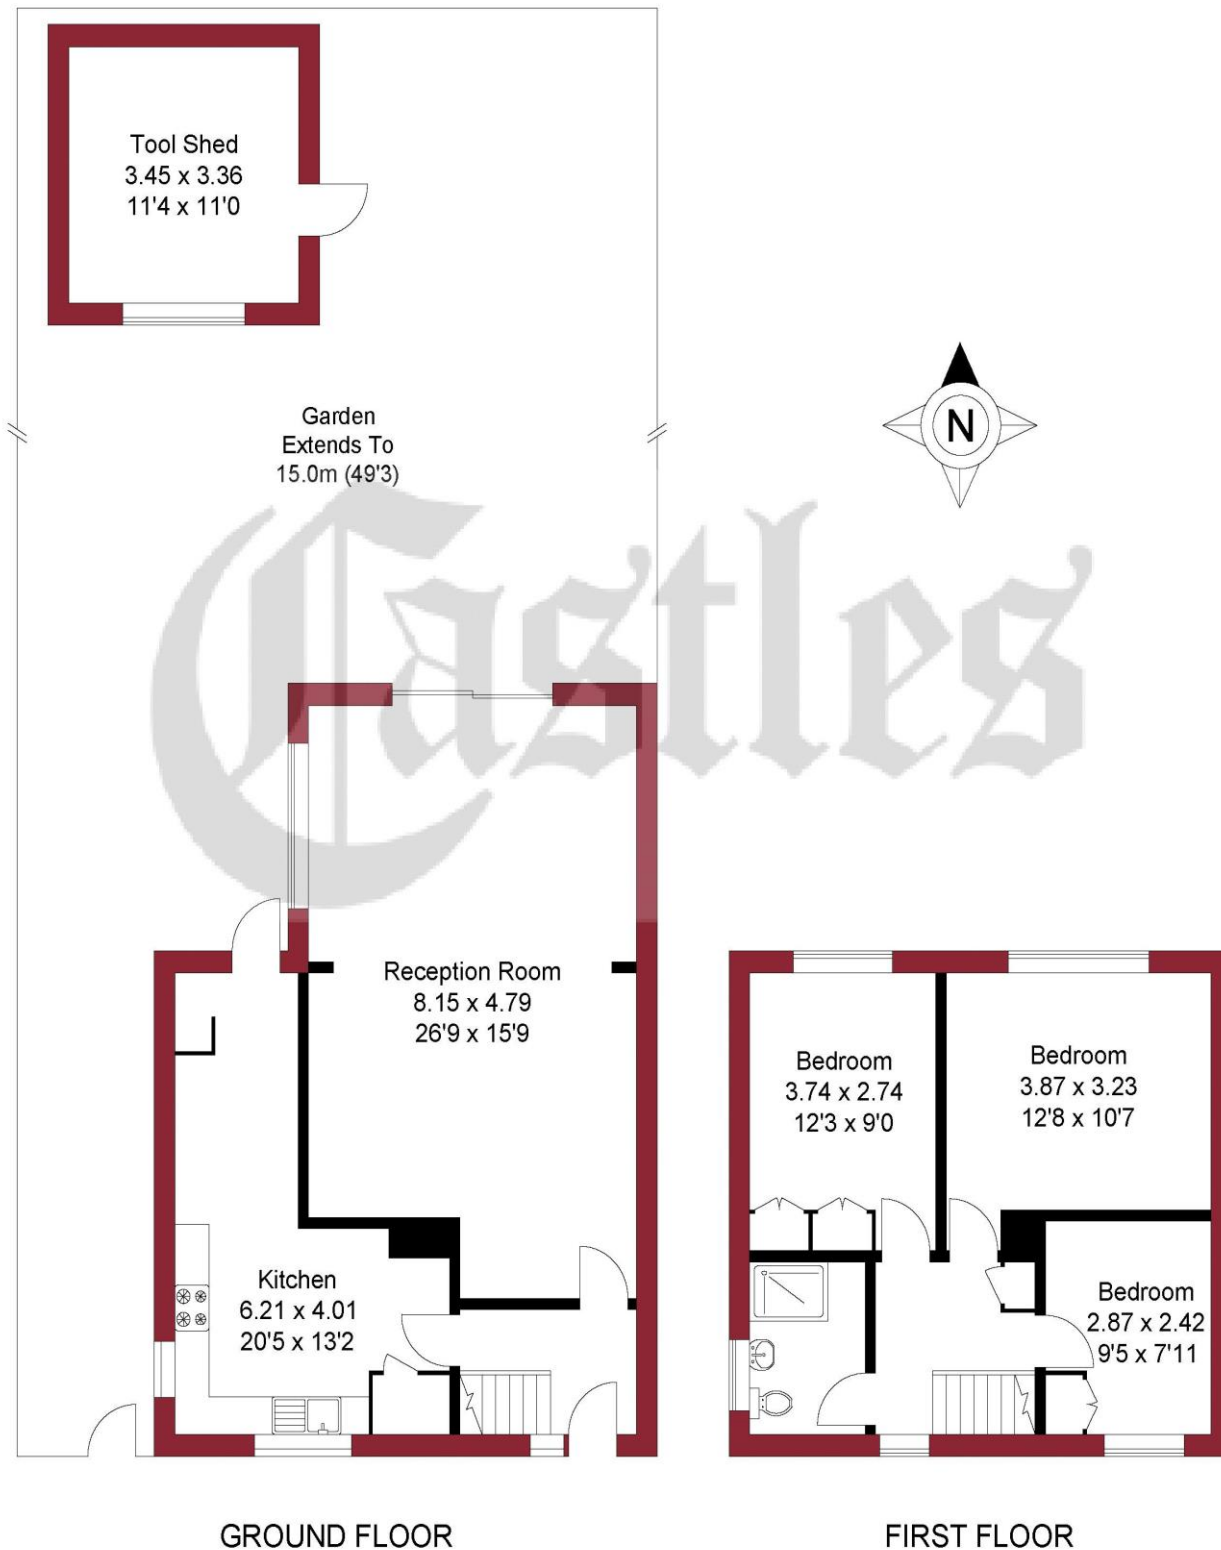 Tool Shed
3.45 x 3.36
11'4 x 11'0
Garden
Extends To
15.0m (49'3)
N
Castles
Reception Room
8.15 x 4.79
26'9 x 15'9
Kitchen
6.21 x 4.01
20'5 x 13'2
Bedroom
3.74 x 2.74
12'3 x 9'0
Bedroom
3.87 x 3.23
12'8 x 10'7
Bedroom
2.87 x 2.42
9'5 x 7'11
GROUND FLOOR
FIRST FLOOR